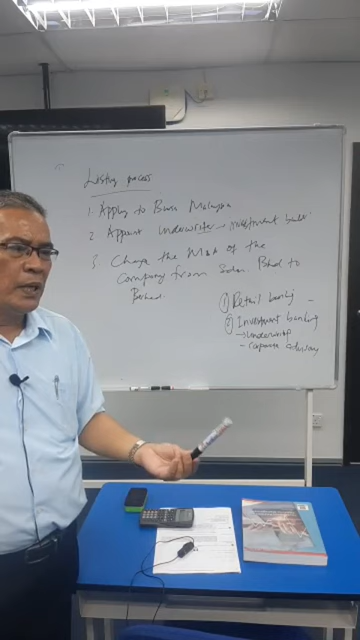 Listing process
1. Apply to Bursa Malaysia
2 Appoint Underwriter → investment banker
3 Change the M&A of the
Company from Sdn. Bhd to
Berhad.
① Retail banking -
② Investment banking
→ Underwriting
- Corporate advisory